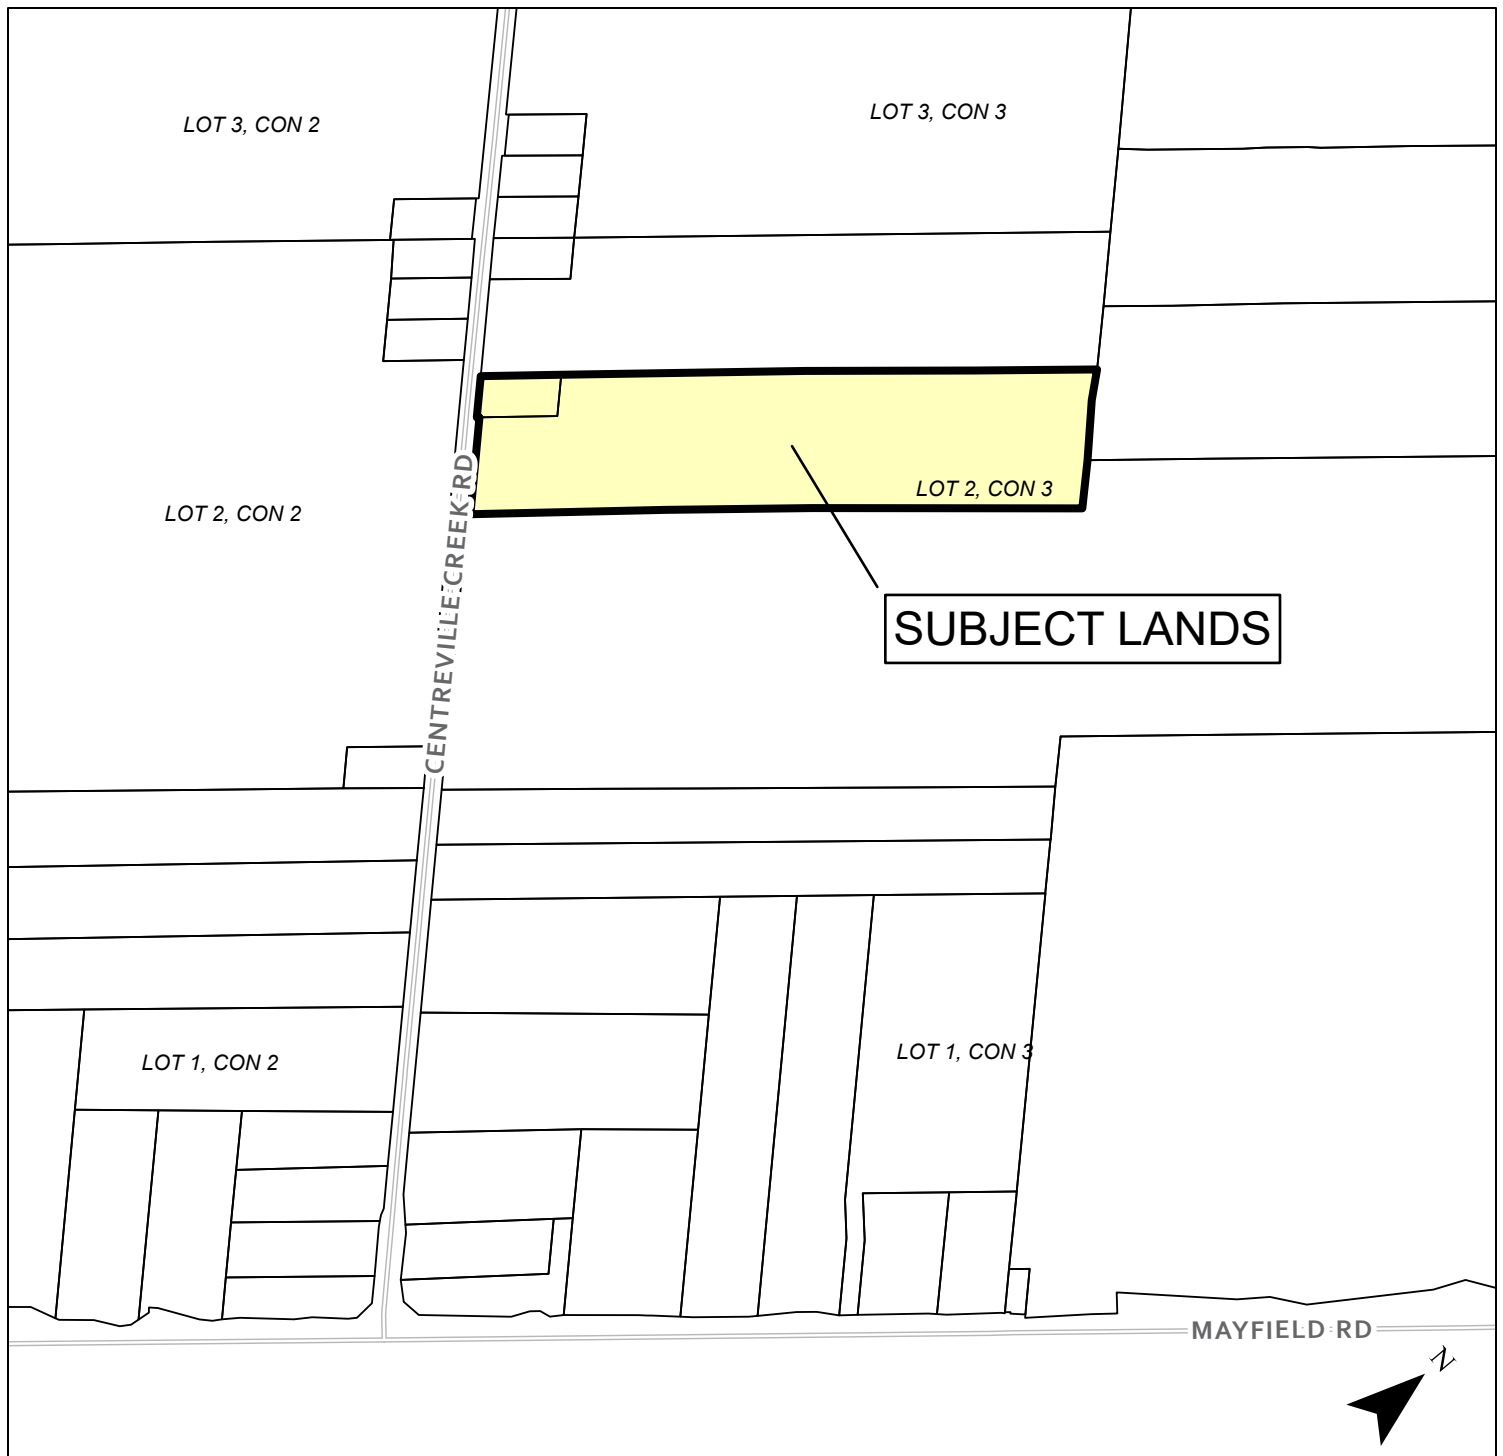 LOT 3, CON 2
LOT 3, CON 3
LOT 2, CON 3
LOT 2, CON 2
CENTREVILLE CREEK RD
SUBJECT LANDS
LOT 1, CON 2
LOT 1, CON 3
MAYFIELD RD
N